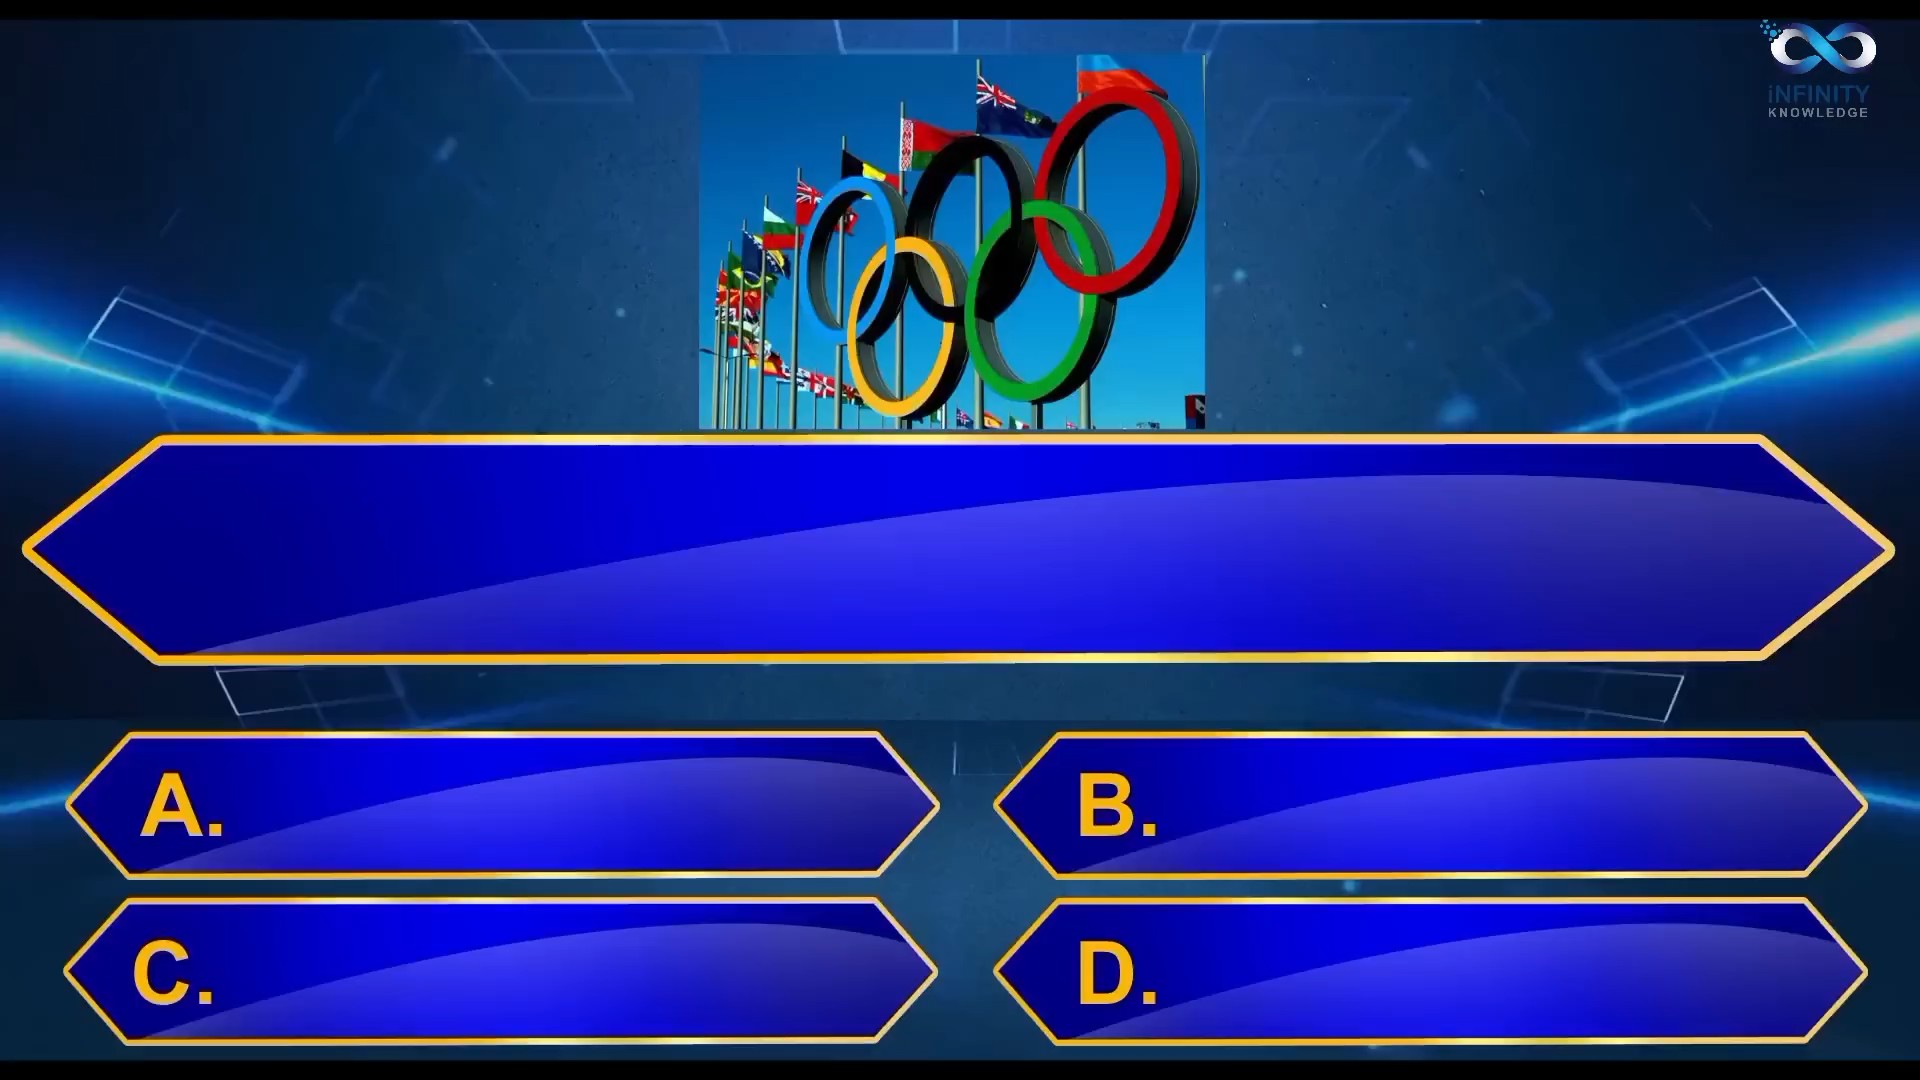 iNFINITY
KNOWLEDGE
A.
B.
C.
D.